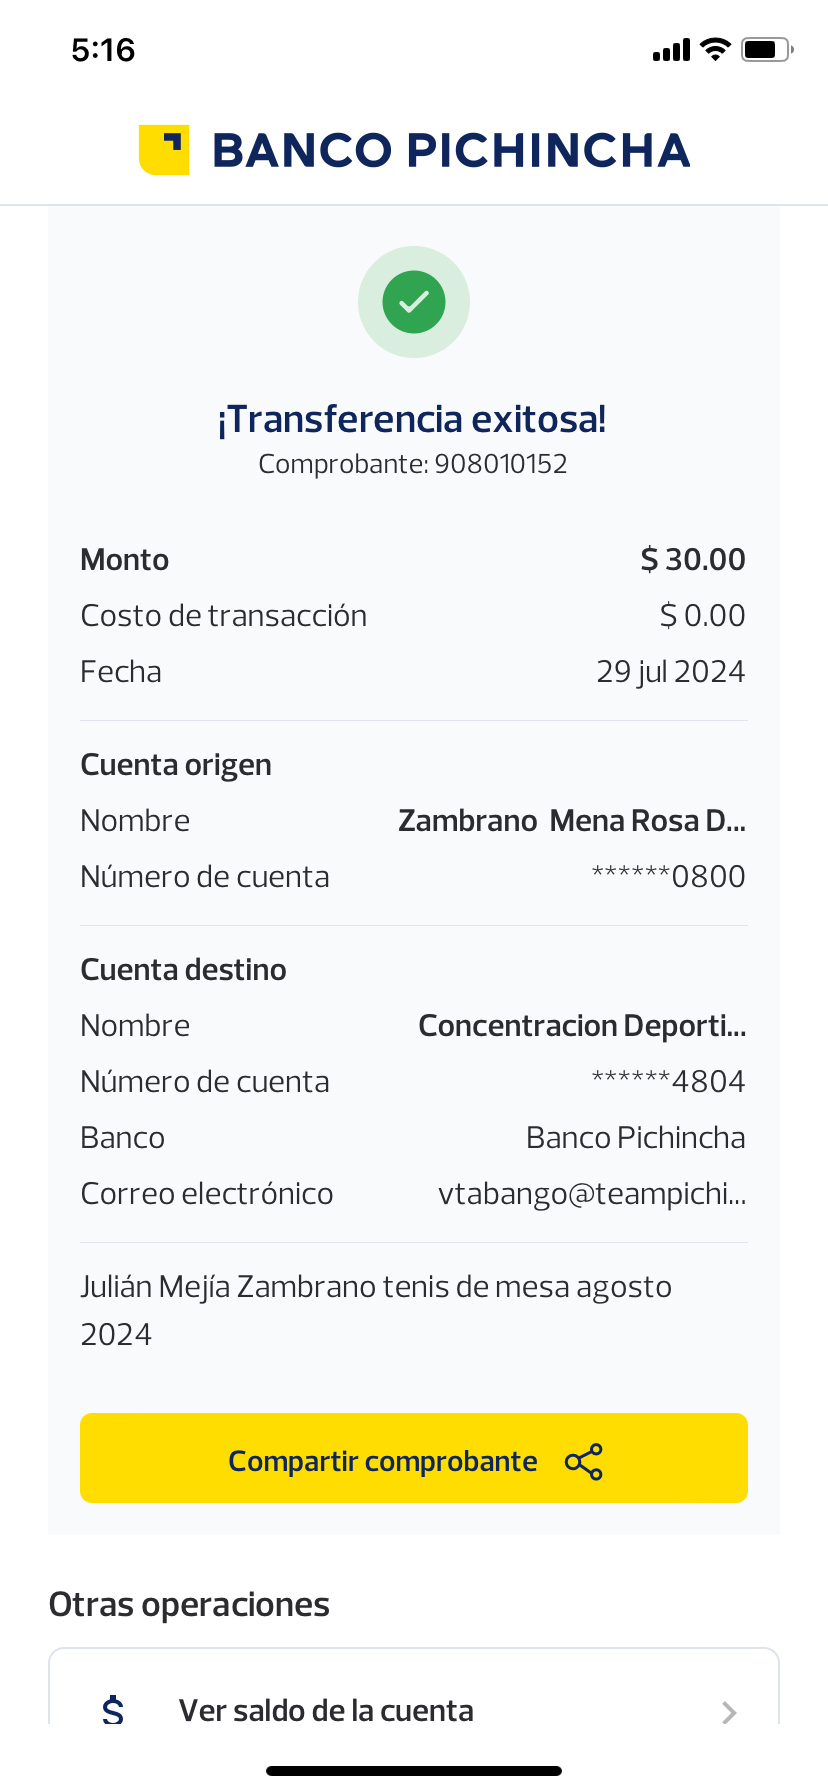 5:16
BANCO PICHINCHA
¡Transferencia exitosa!
Comprobante: 908010152
Monto $ 30.00
Costo de transacción $ 0.00
Fecha 29 jul 2024
Cuenta origen
Nombre Zambrano  Mena Rosa D...
Número de cuenta ******0800
Cuenta destino
Nombre Concentracion Deporti...
Número de cuenta ******4804
Banco Banco Pichincha
Correo electrónico vtabango@teampichi...
Julián Mejía Zambrano tenis de mesa agosto
2024
Compartir comprobante
Otras operaciones
$ Ver saldo de la cuenta